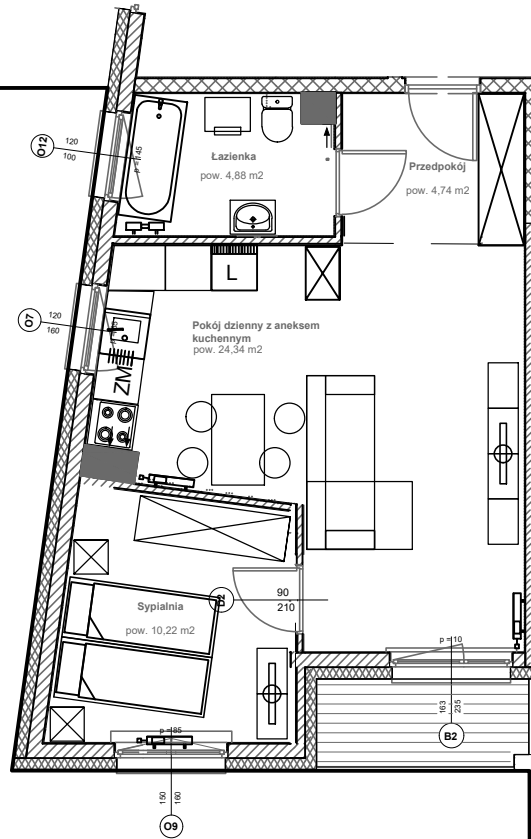 O12
120
100
p = 145
Łazienka
pow. 4,88 m2
Przedpokój
pow. 4,74 m2
L
O7
120
160
Pokój dzienny z aneksem
kuchennym
pow. 24,34 m2
ZM
Sypialnia
pow. 10,22 m2
D2
90
210
p = 10
163
235
B2
p = 85
150
160
O9